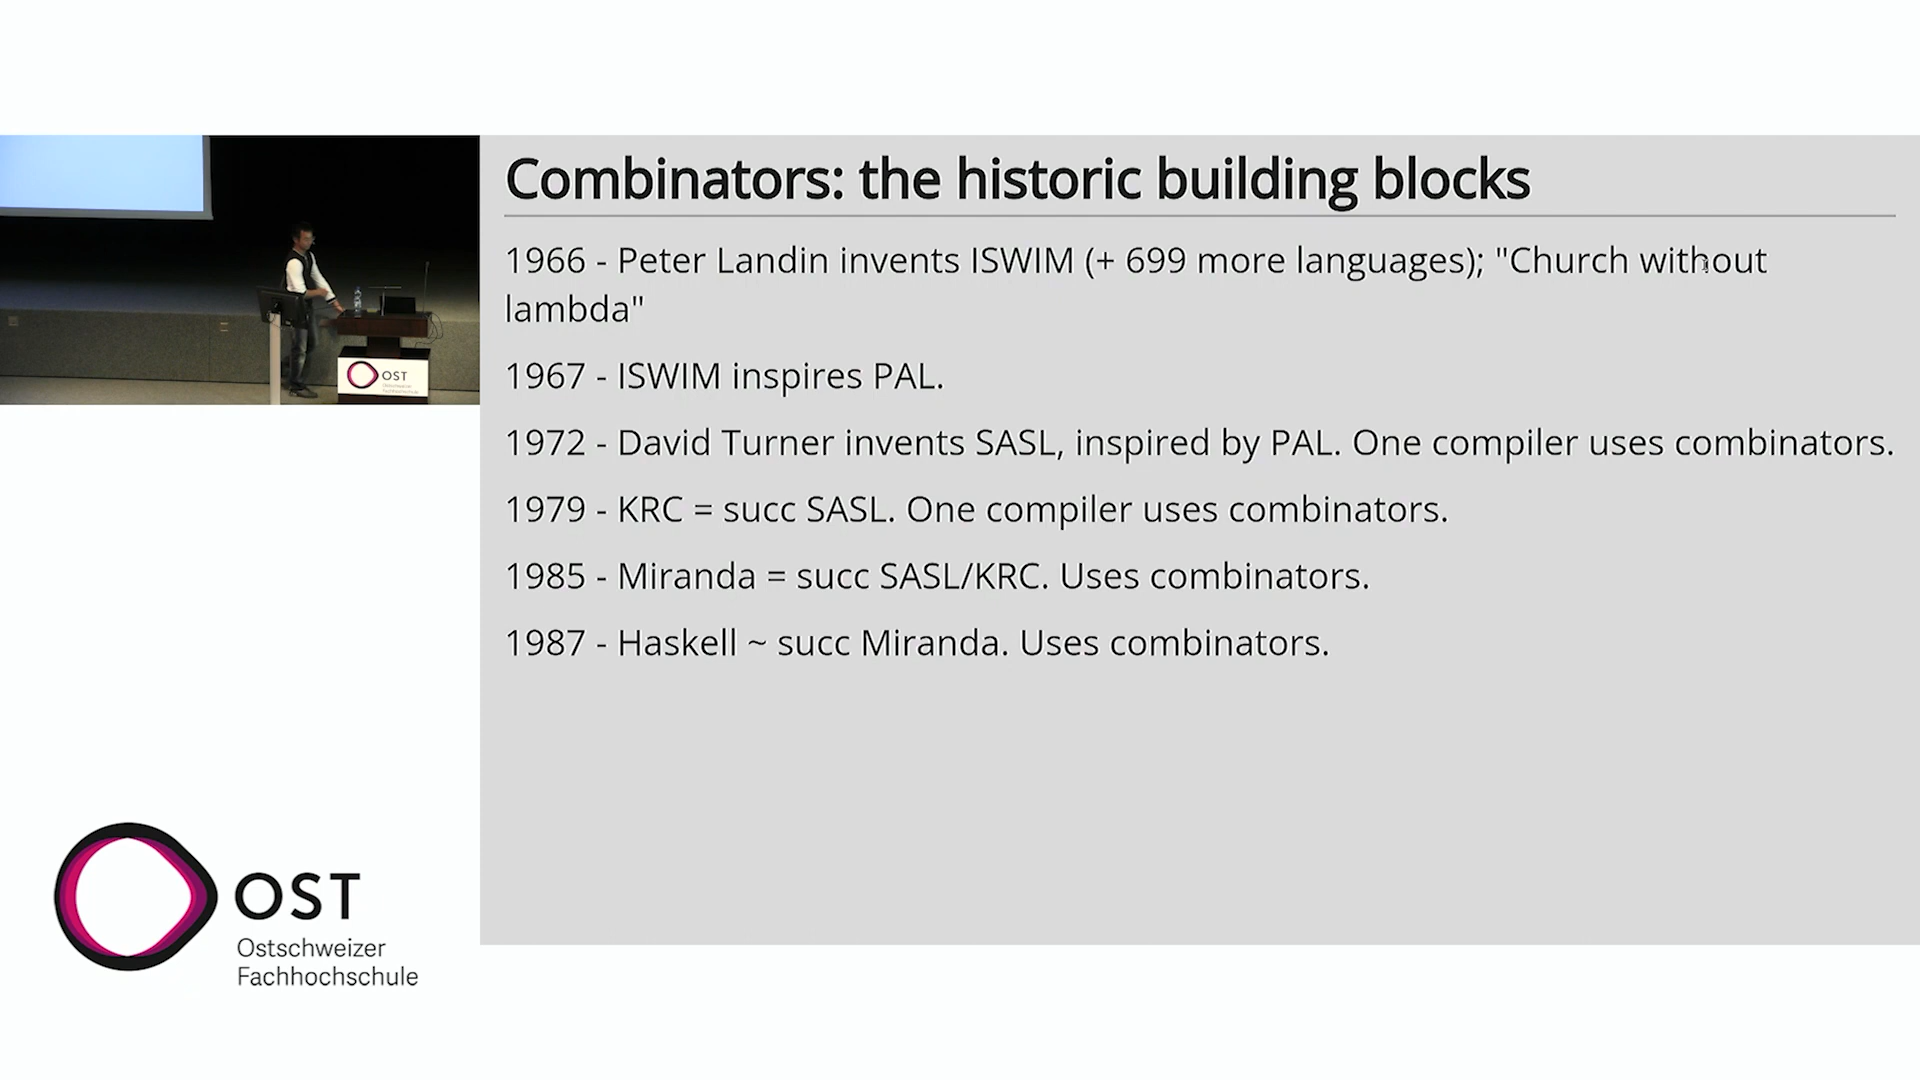 Combinators: the historic building blocks
1966 - Peter Landin invents ISWIM (+ 699 more languages); "Church without
lambda"
1967 - ISWIM inspires PAL.
1972 - David Turner invents SASL, inspired by PAL. One compiler uses combinators.
1979 - KRC = succ SASL. One compiler uses combinators.
1985 - Miranda = succ SASL/KRC. Uses combinators.
1987 - Haskell ~ succ Miranda. Uses combinators.
OST
Ostschweizer
Fachhochschule
OST
Ostschweizer
Fachhochschule